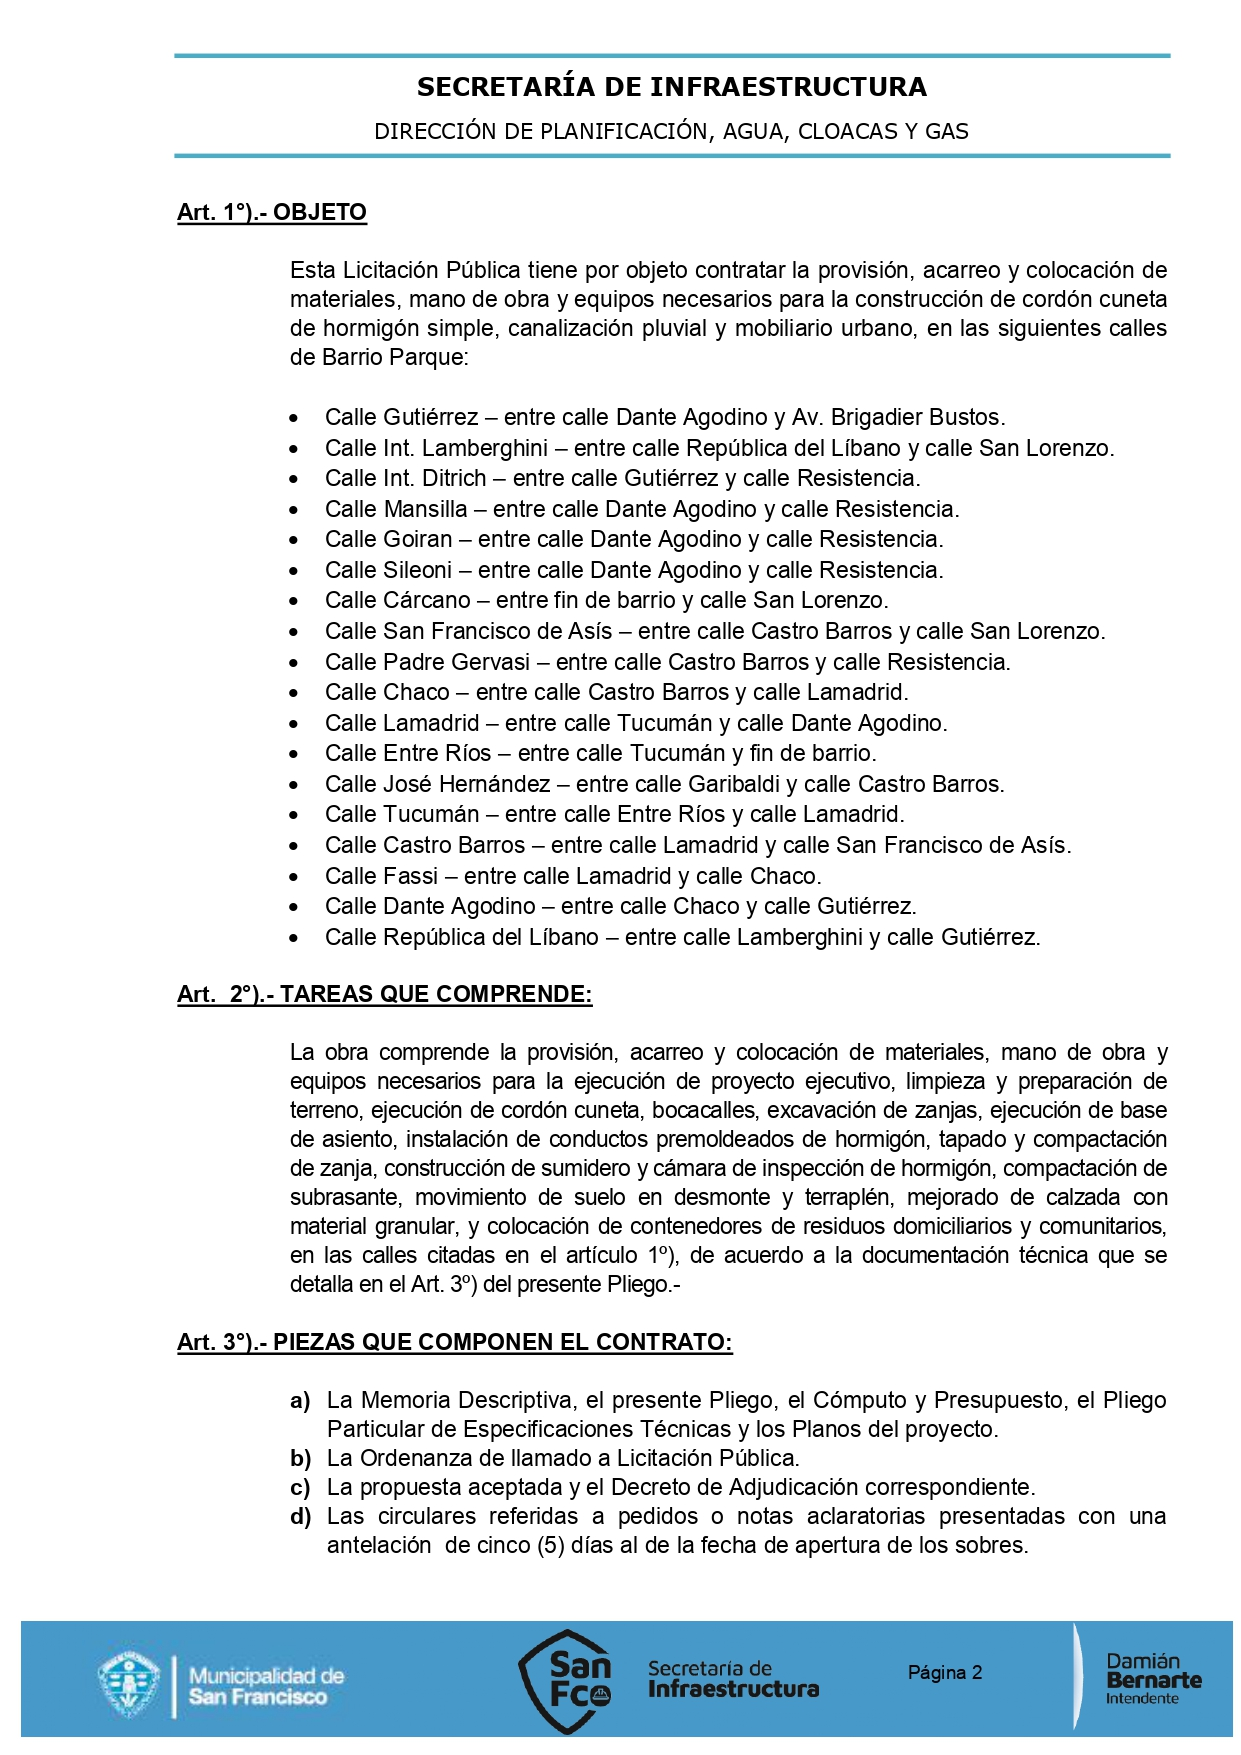 SECRETARÍA DE INFRAESTRUCTURA
DIRECCIÓN DE PLANIFICACIÓN, AGUA, CLOACAS Y GAS
Art. 1°).- OBJETO
Esta Licitación Pública tiene por objeto contratar la provisión, acarreo y colocación de
materiales, mano de obra y equipos necesarios para la construcción de cordón cuneta
de hormigón simple, canalización pluvial y mobiliario urbano, en las siguientes calles
de Barrio Parque:
• Calle Gutiérrez – entre calle Dante Agodino y Av. Brigadier Bustos.
• Calle Int. Lamberghini – entre calle República del Líbano y calle San Lorenzo.
• Calle Int. Ditrich – entre calle Gutiérrez y calle Resistencia.
• Calle Mansilla – entre calle Dante Agodino y calle Resistencia.
• Calle Goiran – entre calle Dante Agodino y calle Resistencia.
• Calle Sileoni – entre calle Dante Agodino y calle Resistencia.
• Calle Cárcano – entre fin de barrio y calle San Lorenzo.
• Calle San Francisco de Asís – entre calle Castro Barros y calle San Lorenzo.
• Calle Padre Gervasi – entre calle Castro Barros y calle Resistencia.
• Calle Chaco – entre calle Castro Barros y calle Lamadrid.
• Calle Lamadrid – entre calle Tucumán y calle Dante Agodino.
• Calle Entre Ríos – entre calle Tucumán y fin de barrio.
• Calle José Hernández – entre calle Garibaldi y calle Castro Barros.
• Calle Tucumán – entre calle Entre Ríos y calle Lamadrid.
• Calle Castro Barros – entre calle Lamadrid y calle San Francisco de Asís.
• Calle Fassi – entre calle Lamadrid y calle Chaco.
• Calle Dante Agodino – entre calle Chaco y calle Gutiérrez.
• Calle República del Líbano – entre calle Lamberghini y calle Gutiérrez.
Art.  2°).- TAREAS QUE COMPRENDE:
La obra comprende la provisión, acarreo y colocación de materiales, mano de obra y
equipos necesarios para la ejecución de proyecto ejecutivo, limpieza y preparación de
terreno, ejecución de cordón cuneta, bocacalles, excavación de zanjas, ejecución de base
de asiento, instalación de conductos premoldeados de hormigón, tapado y compactación
de zanja, construcción de sumidero y cámara de inspección de hormigón, compactación de
subrasante, movimiento de suelo en desmonte y terraplén, mejorado de calzada con
material granular, y colocación de contenedores de residuos domiciliarios y comunitarios,
en las calles citadas en el artículo 1º), de acuerdo a la documentación técnica que se
detalla en el Art. 3º) del presente Pliego.-
Art. 3°).- PIEZAS QUE COMPONEN EL CONTRATO:
a) La Memoria Descriptiva, el presente Pliego, el Cómputo y Presupuesto, el Pliego
Particular de Especificaciones Técnicas y los Planos del proyecto.
b) La Ordenanza de llamado a Licitación Pública.
c) La propuesta aceptada y el Decreto de Adjudicación correspondiente.
d) Las circulares referidas a pedidos o notas aclaratorias presentadas con una
antelación  de cinco (5) días al de la fecha de apertura de los sobres.
Municipalidad de
San Francisco
San
Fco
Secretaría de
Infraestructura
Página 2
Damián
Bernarte
Intendente